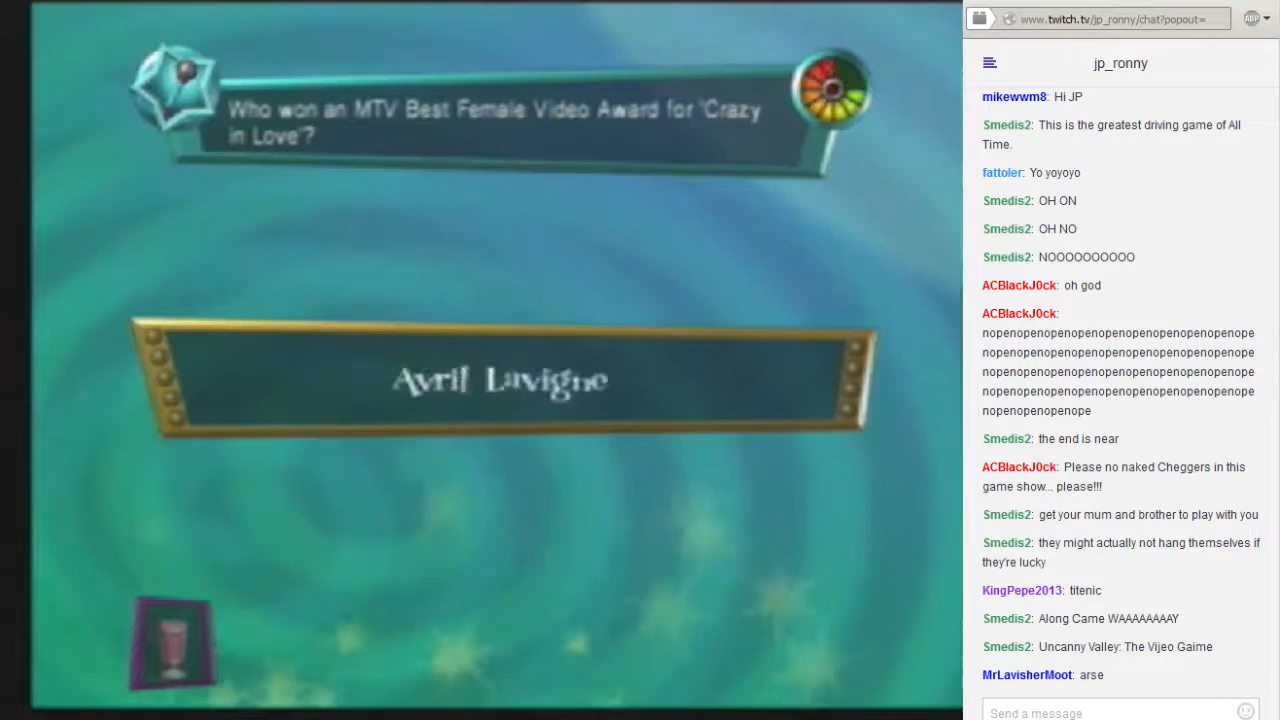 Who won an MTV Best Female Video Award for 'Crazy
in Love'?
Avril Lavigne
www.twitch.tv/jp_ronny/chat?popout=
ABP
jp_ronny
mikewwm8: Hi JP
Smedis2: This is the greatest driving game of All
Time.
fattoler: Yo yoyoyo
Smedis2: OH ON
Smedis2: OH NO
Smedis2: NOOOOOOOOOO
ACBlackJ0ck: oh god
ACBlackJ0ck:
nopenopenopenopenopenopenopenopenopenope
nopenopenopenopenopenopenopenopenopenope
nopenopenopenopenopenopenopenopenopenope
nopenopenopenopenopenopenopenopenopenope
nopenopenopenope
Smedis2: the end is near
ACBlackJ0ck: Please no naked Cheggers in this
game show... please!!!
Smedis2: get your mum and brother to play with you
Smedis2: they might actually not hang themselves if
they're lucky
KingPepe2013: titenic
Smedis2: Along Came WAAAAAAAAY
Smedis2: Uncanny Valley: The Vijeo Gaime
MrLavisherMoot: arse
Send a message